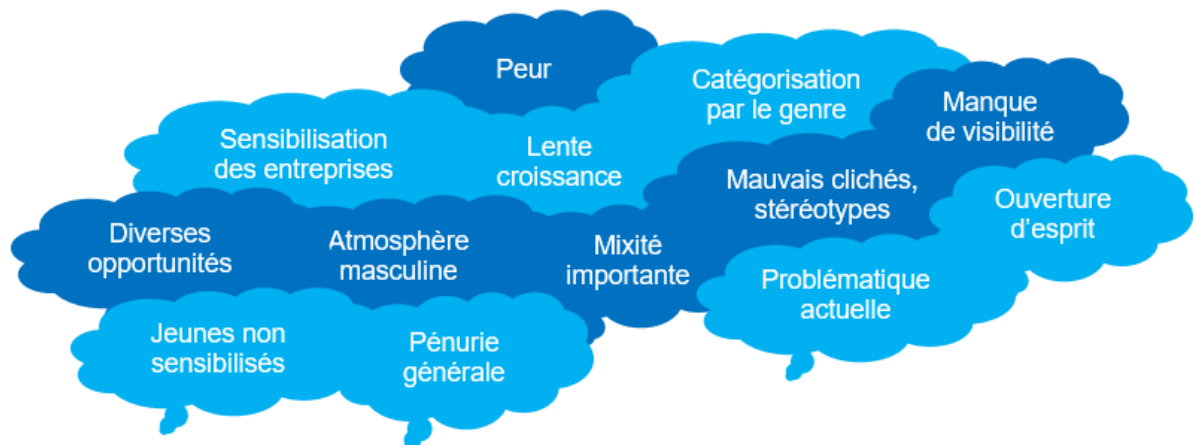 Peur
Catégorisation
par le genre
Manque
de visibilité
Sensibilisation
des entreprises
Lente
croissance
Mauvais clichés,
stéréotypes
Ouverture
d'esprit
Diverses
opportunités
Atmosphère
masculine
Mixité
importante
Problématique
actuelle
Jeunes non
sensibilisés
Pénurie
générale